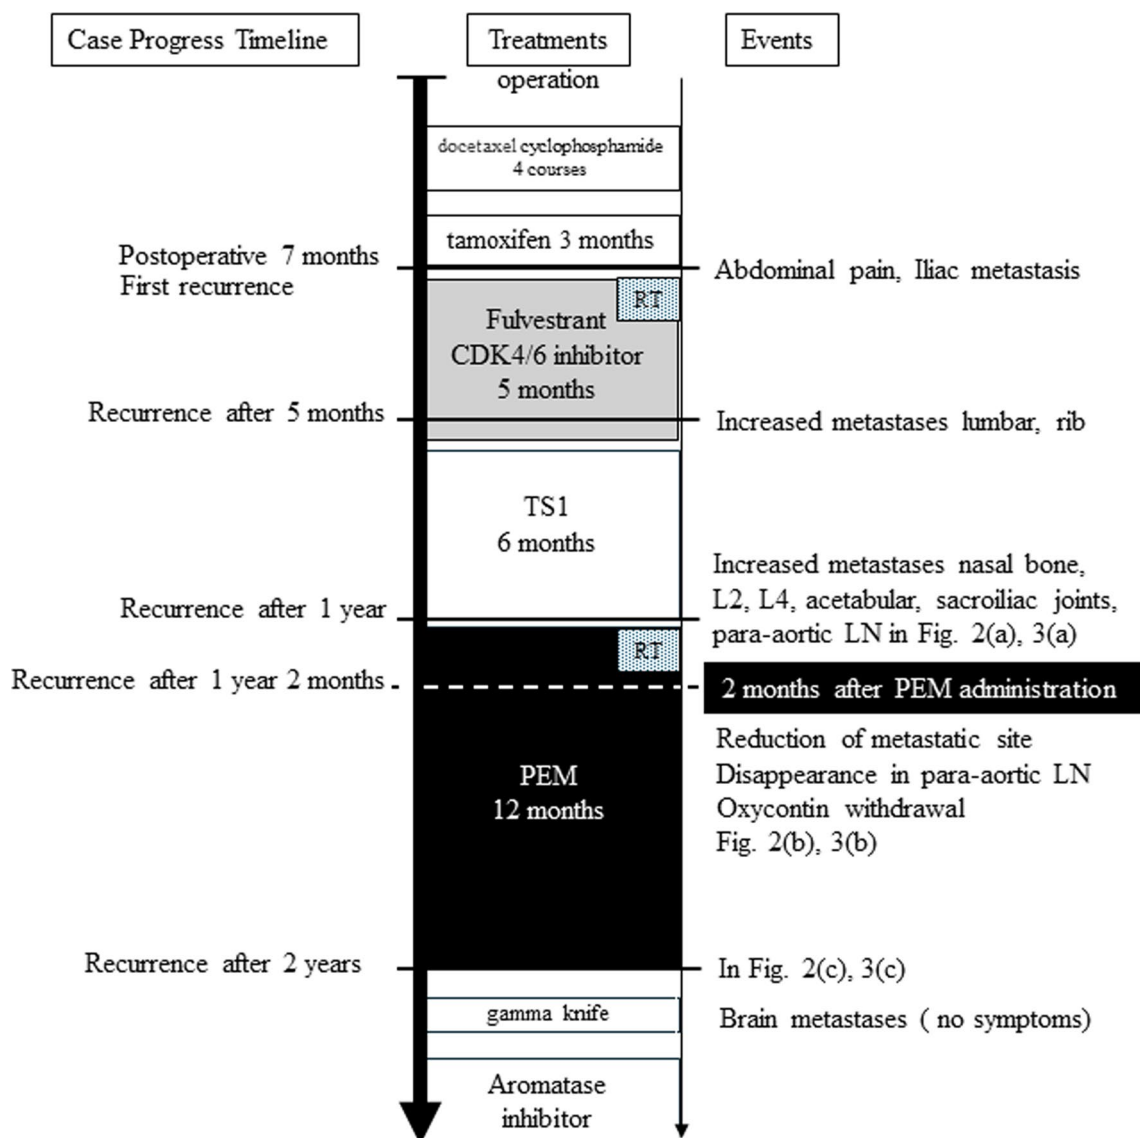 Case Progress Timeline
Treatments
Events
operation
docetaxel cyclophosphamide
4 courses
tamoxifen 3 months
Postoperative 7 months
First recurrence
Abdominal pain, Iliac metastasis
RT
Fulvestrant
CDK4/6 inhibitor
5 months
Recurrence after 5 months
Increased metastases lumbar, rib
TS1
6 months
Increased metastases nasal bone,
L2, L4, acetabular, sacroiliac joints,
para-aortic LN in Fig. 2(a), 3(a)
Recurrence after 1 year
RT
Recurrence after 1 year 2 months
2 months after PEM administration
Reduction of metastatic site
Disappearance in para-aortic LN
Oxycontin withdrawal
Fig. 2(b), 3(b)
PEM
12 months
Recurrence after 2 years
In Fig. 2(c), 3(c)
gamma knife
Brain metastases ( no symptoms)
Aromatase
inhibitor